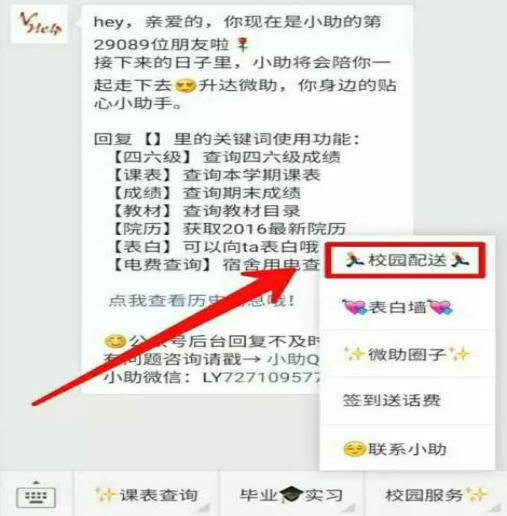 VHelp
hey，亲爱的，你现在是小助的第
29089位朋友啦🌹
接下来的日子里，小助将会陪你一
起走下去😌升达微助，你身边的贴
心小助手。
回复【】里的关键词使用功能：
【四六级】查询四六级成绩
【课表】查询本学期课表
【成绩】查询期末成绩
【教材】查询教材目录
【院历】获取2016最新院历
【表白】可以向ta表白哦
【电费查询】宿舍用电查
点我查看历史消息哦！
😊公众号后台回复不及时
有问题咨询请戳→小助Q
小助微信：LY727109577
🏃校园配送🏃
💘表白墙💘
✨微助圈子✨
签到送话费
😌联系小助
✨课表查询
毕业🎓实习
校园服务✨